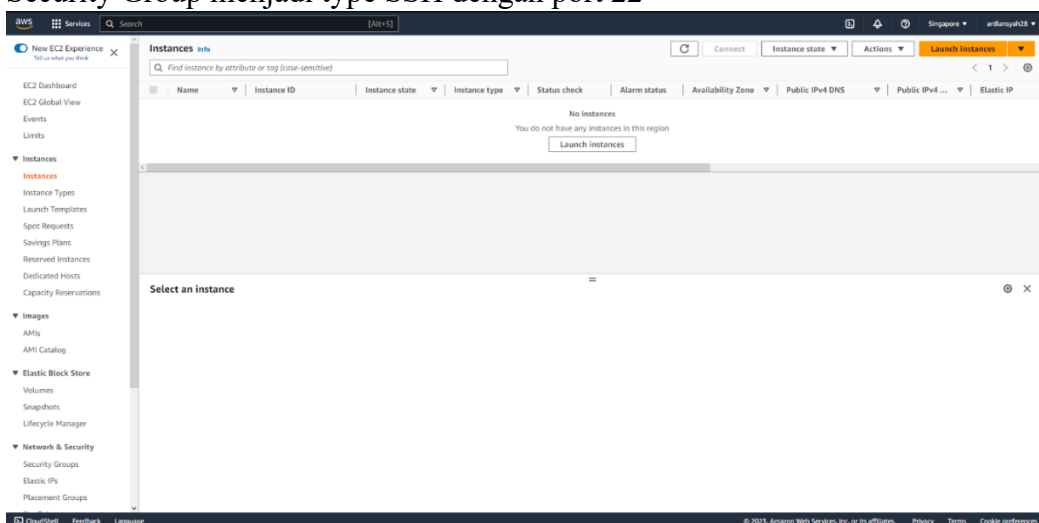 Security Group menjadi type SSH dengan port 22
aws Services Search [Alt+S] Singapore ardiansyah28
New EC2 Experience
Tell us what you think
EC2 Dashboard
EC2 Global View
Events
Limits
Instances
Instances
Instance Types
Launch Templates
Spot Requests
Savings Plans
Reserved Instances
Dedicated Hosts
Capacity Reservations
Images
AMIs
AMI Catalog
Elastic Block Store
Volumes
Snapshots
Lifecycle Manager
Network & Security
Security Groups
Elastic IPs
Placement Groups
Instances Info Connect Instance state Actions Launch instances
Find instance by attribute or tag (case-sensitive) 1
Name Instance ID Instance state Instance type Status check Alarm status Availability Zone Public IPv4 DNS Public IPv4 ... Elastic IP
No instances
You do not have any instances in this region
Launch instances
Select an instance
CloudShell Feedback Language © 2023, Amazon Web Services, Inc. or its affiliates. Privacy Terms Cookie preferences